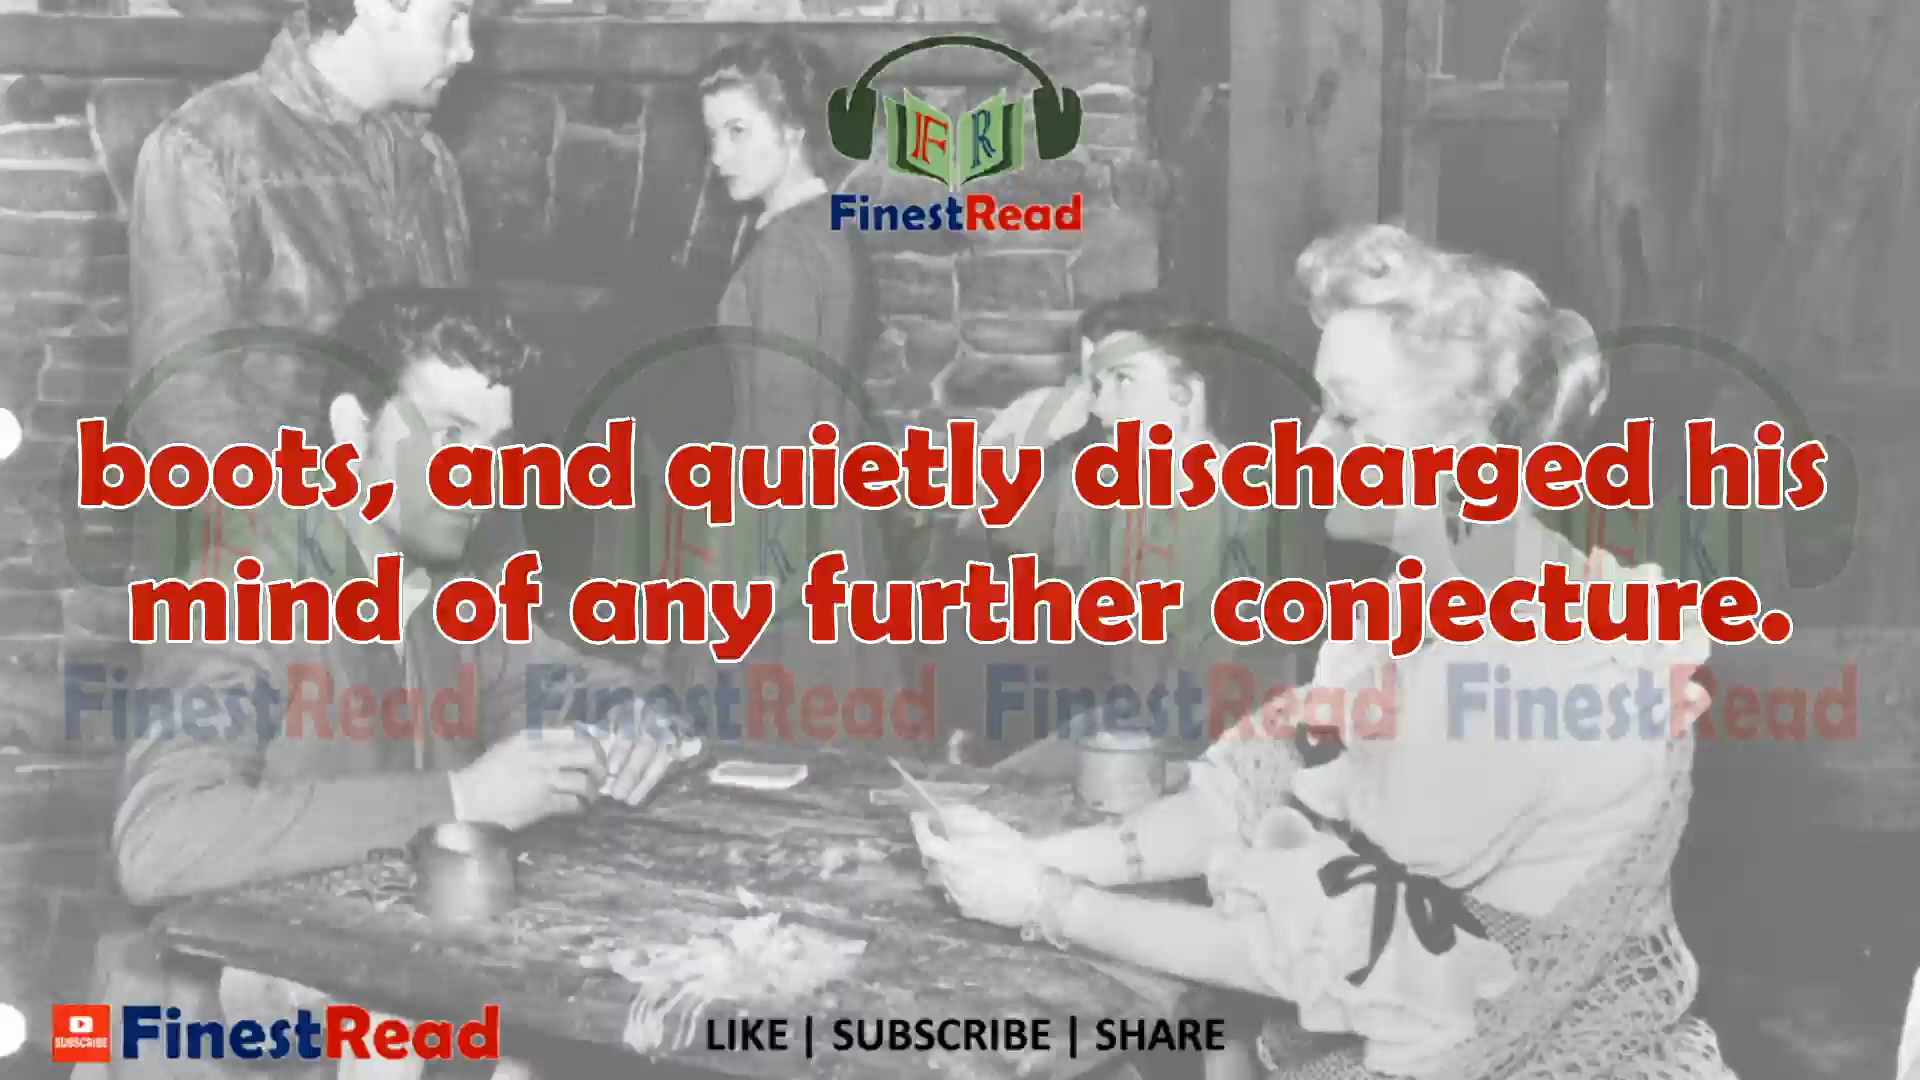 F R
FinestRead
boots, and quietly discharged his
mind of any further conjecture.
F R F R F R F R
FinestRead FinestRead FinestRead FinestRead
SUBSCRIBE
FinestRead
LIKE | SUBSCRIBE | SHARE